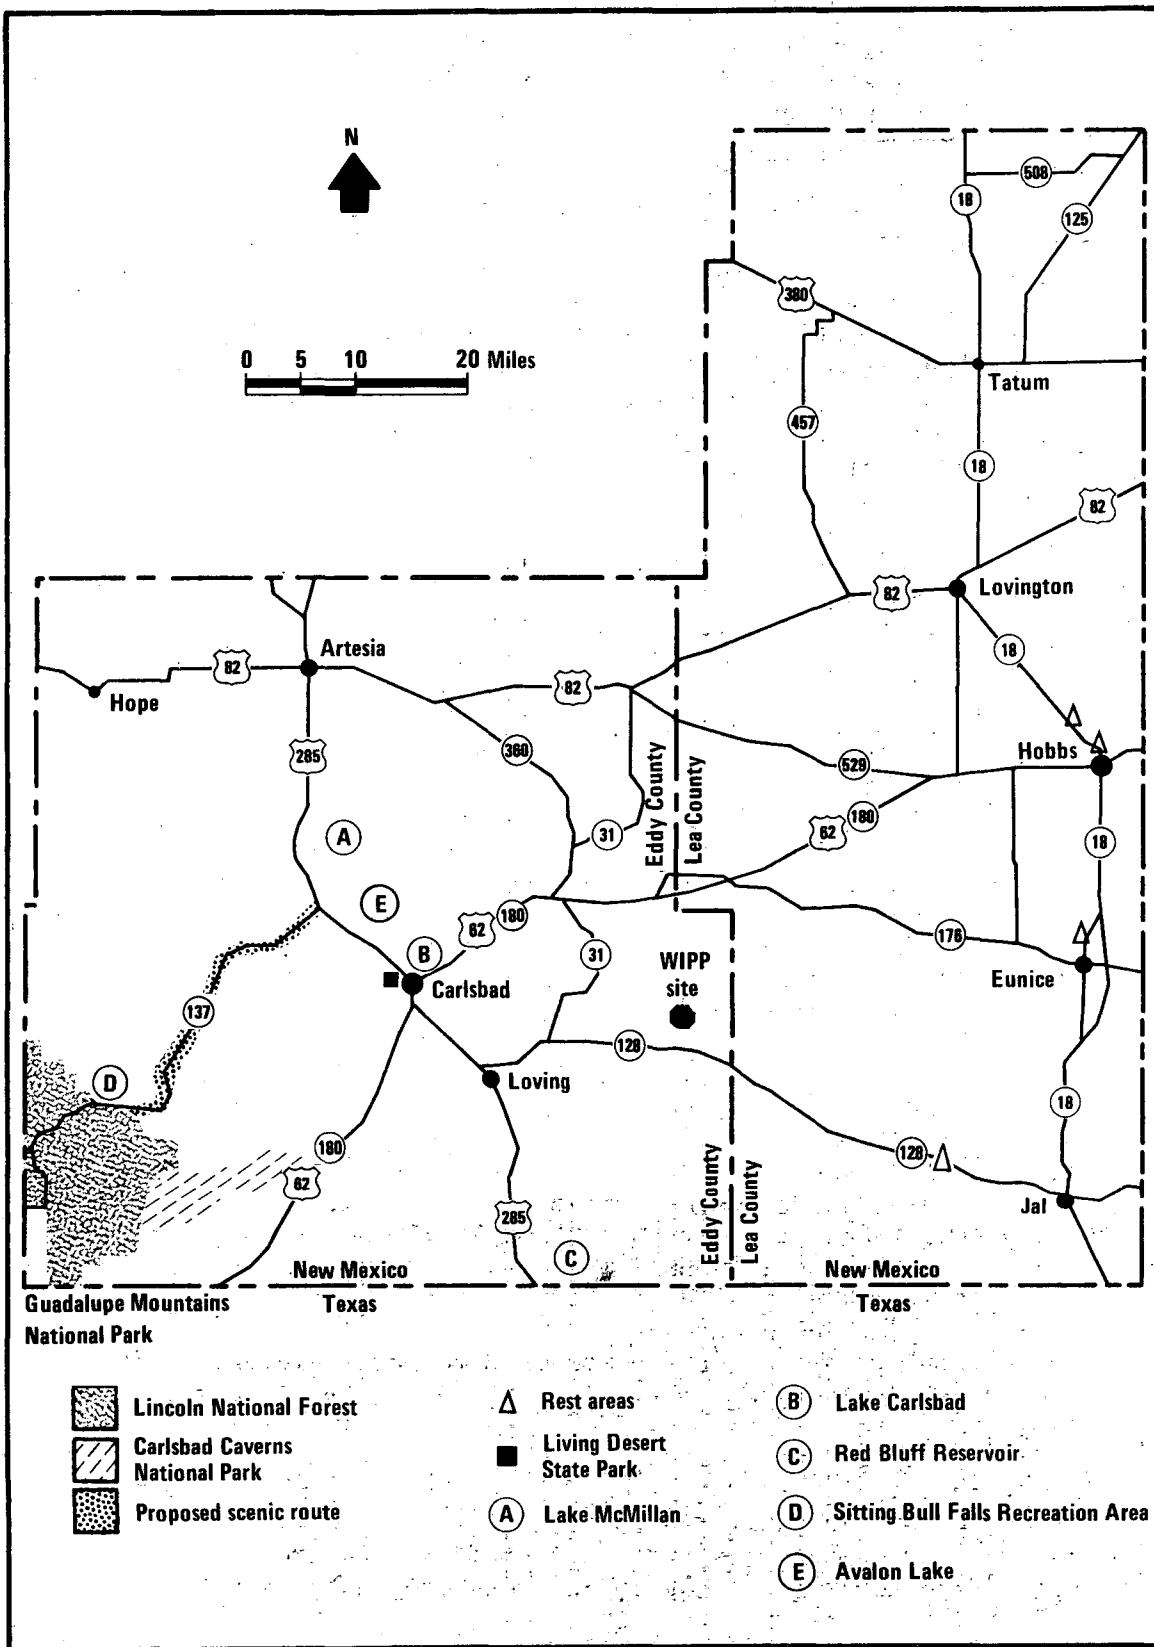 N
508
18
125
380
0 5 10 20 Miles
Tatum
457
18
82
82
Lovington
Artesia
18
82
82
Hope
285
360
Hobbs
529
Eddy County
Lea County
180
A
31
62
18
E
180
62
B
31
WIPP
site
176
Eunice
Carlsbad
137
128
D
Loving
18
180
128
62
Eddy County
Lea County
Jal
285
C
New Mexico
New Mexico
Guadalupe Mountains
National Park
Texas
Texas
Lincoln National Forest
Carlsbad Caverns
National Park
Proposed scenic route
Rest areas
Living Desert
State Park
A Lake McMillan
B Lake Carlsbad
C Red Bluff Reservoir
D Sitting Bull Falls Recreation Area
E Avalon Lake